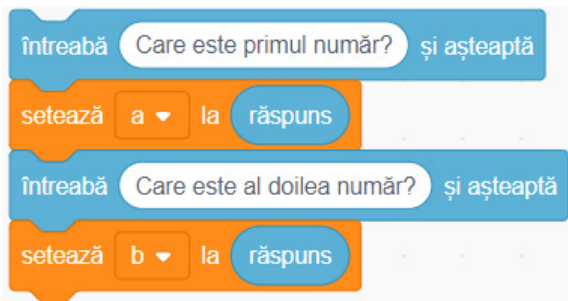 întreabă Care este primul număr? și așteaptă
setează a la răspuns
întreabă Care este al doilea număr? și așteaptă
setează b la răspuns